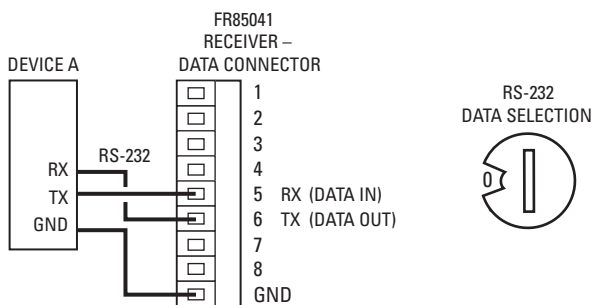 FR85041
RECEIVER –
DATA CONNECTOR
DEVICE A
RS-232
RX
TX
GND
1
2
3
4
5 RX (DATA IN)
6 TX (DATA OUT)
7
8
GND
RS-232
DATA SELECTION
0